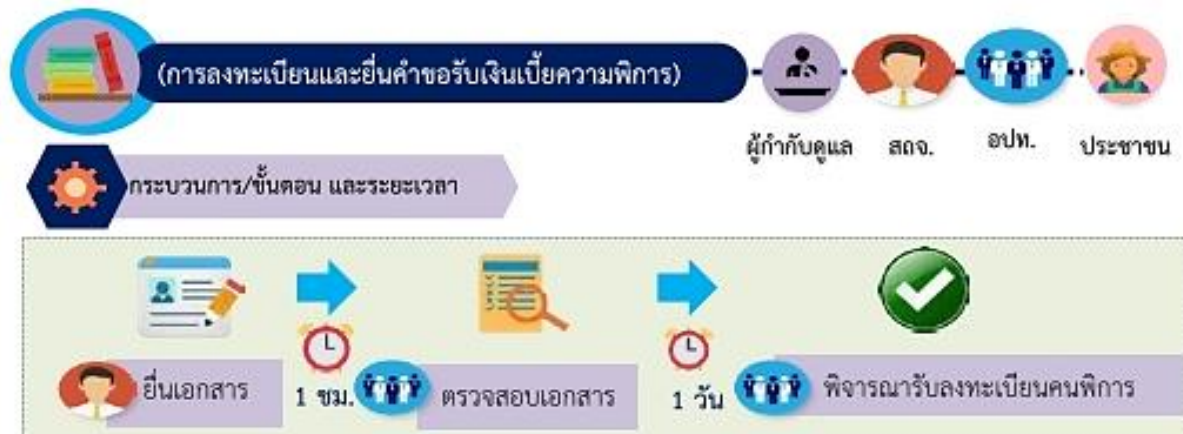 (การลงทะเบียนและยื่นคำขอรับเงินเบี้ยความพิการ)
ผู้กำกับดูแล สถจ. อปท. ประชาชน
กระบวนการ/ขั้นตอน และระยะเวลา
ยื่นเอกสาร 1 ชม. ตรวจสอบเอกสาร 1 วัน พิจารณารับลงทะเบียนคนพิการ